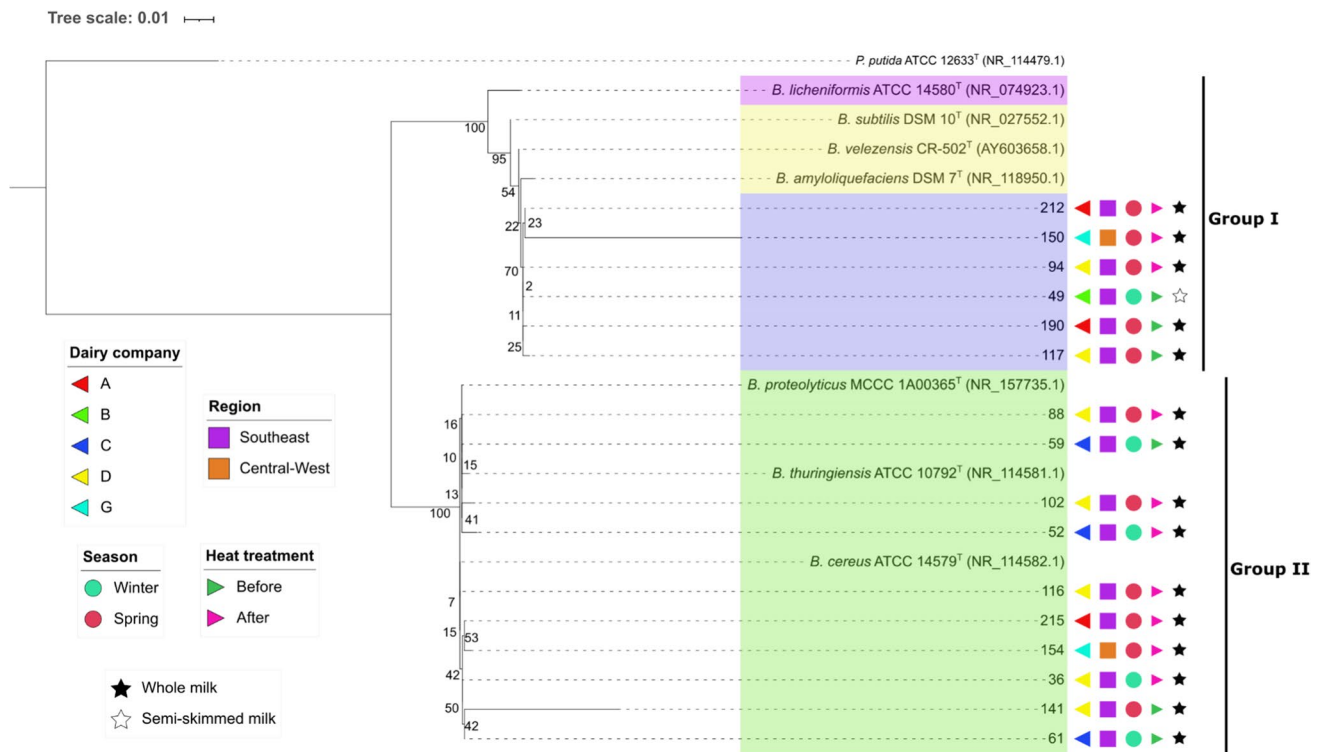 Tree scale: 0.01
P. putida ATCC 12633T (NR_114479.1)
B. licheniformis ATCC 14580T (NR_074923.1)
100
B. subtilis DSM 10T (NR_027552.1)
95
B. velezensis CR-502T (AY603658.1)
B. amyloliquefaciens DSM 7T (NR_118950.1)
54
212
Group I
22
23
150
94
70
2
49
11
190
25
117
Dairy company
A
B
C
D
G
Region
Southeast
Central-West
Season
Winter
Spring
Heat treatment
Before
After
Whole milk
Semi-skimmed milk
B. proteolyticus MCCC 1A00365T (NR_157735.1)
16
88
10
59
15
B. thuringiensis ATCC 10792T (NR_114581.1)
13
102
100
41
52
B. cereus ATCC 14579T (NR_114582.1)
Group II
7
116
215
15
53
154
42
36
50
141
42
61